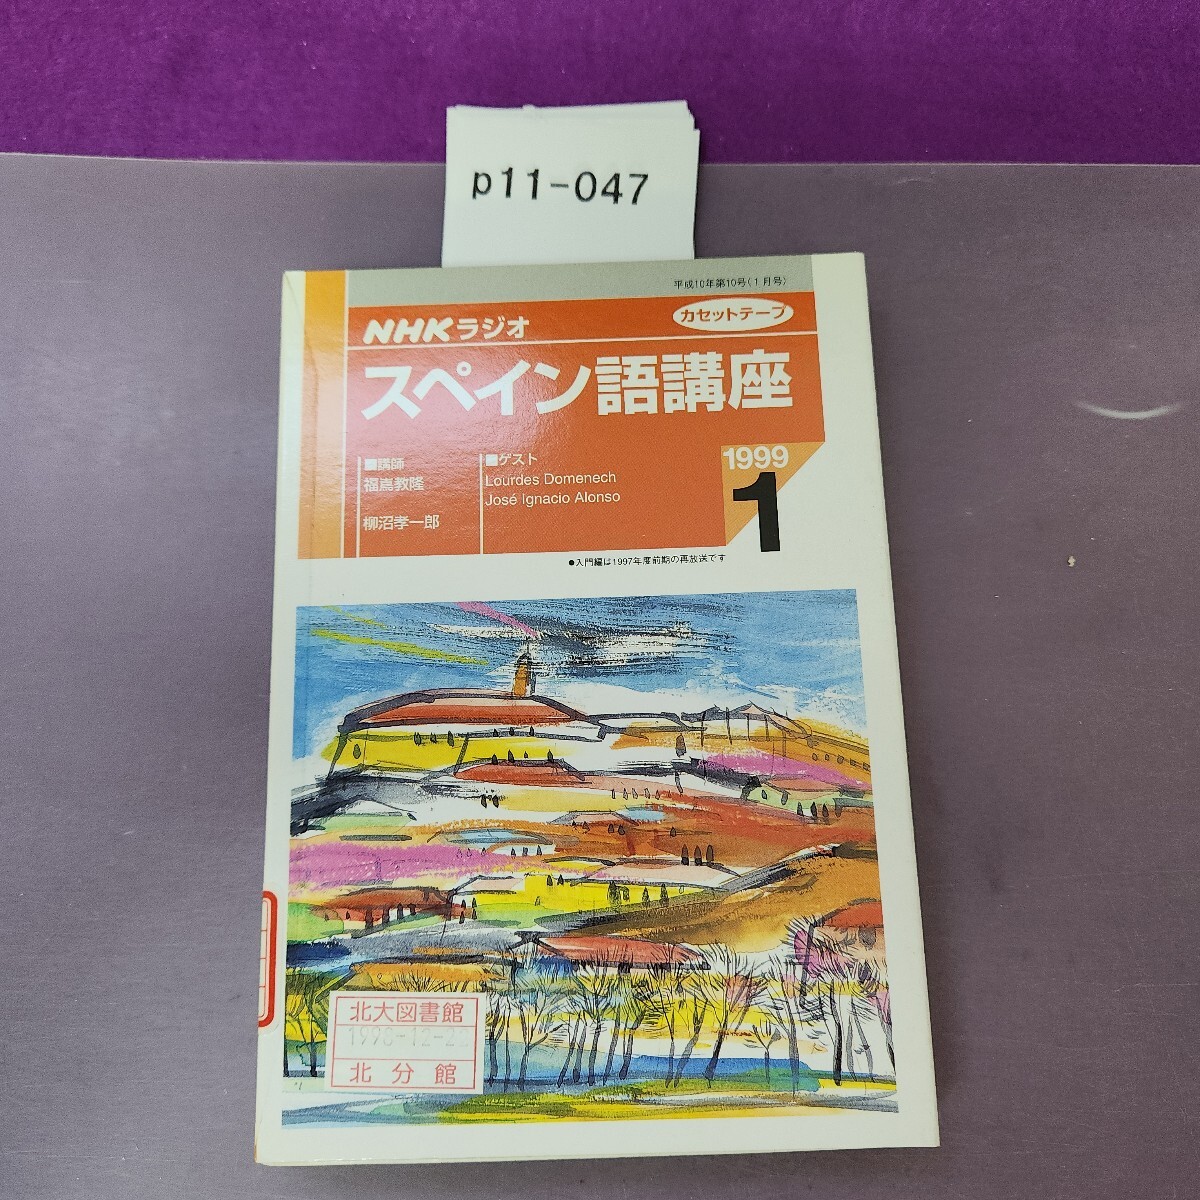 p11-047
平成10年第10号(1月号)
NHKラジオ
カセットテープ
スペイン語講座
■講師
福嶌教隆
柳沼孝一郎
■ゲスト
Lourdes Domenech
José Ignacio Alonso
1999
1
●入門編は1997年度前期の再放送です
北大図書館
北分館